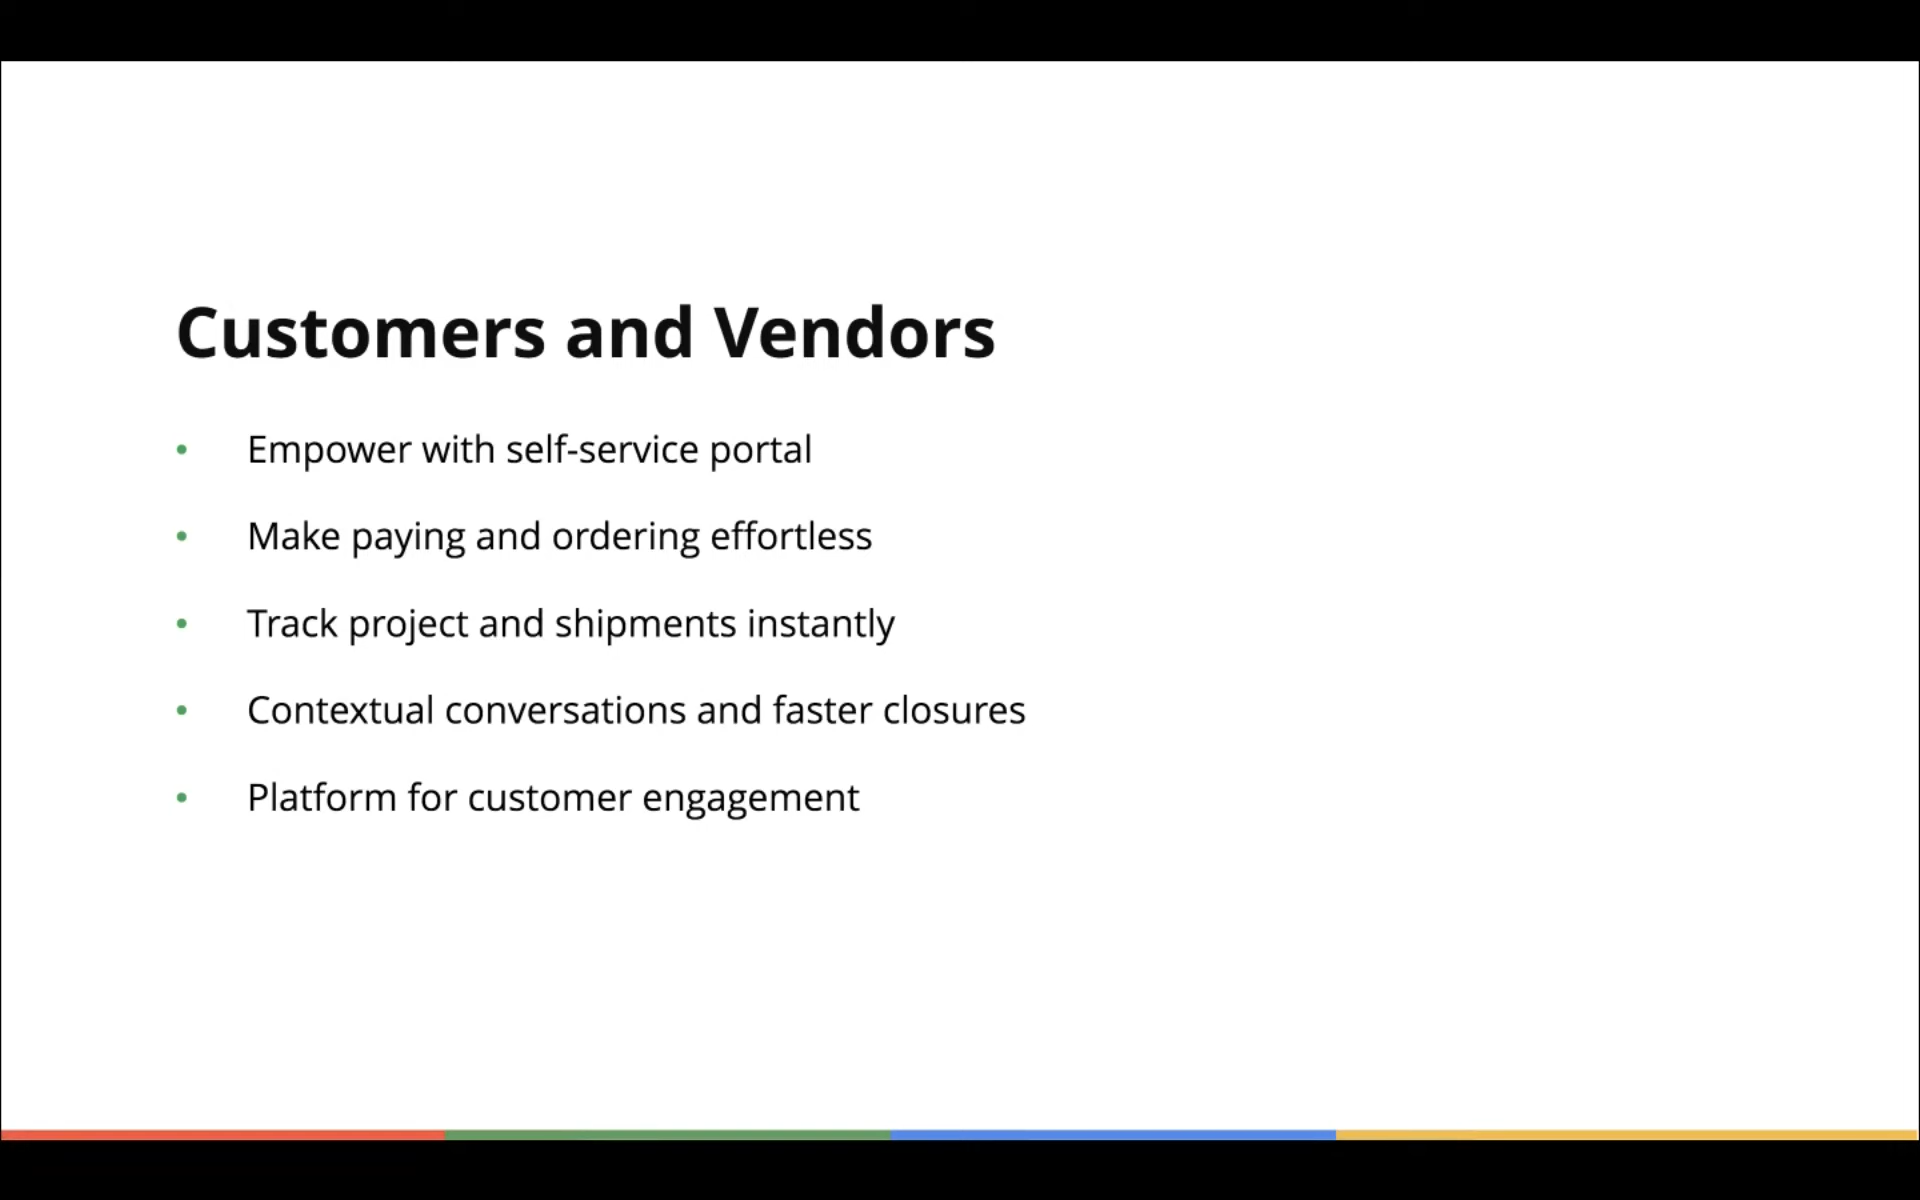 Customers and Vendors
• Empower with self-service portal
• Make paying and ordering effortless
• Track project and shipments instantly
• Contextual conversations and faster closures
• Platform for customer engagement